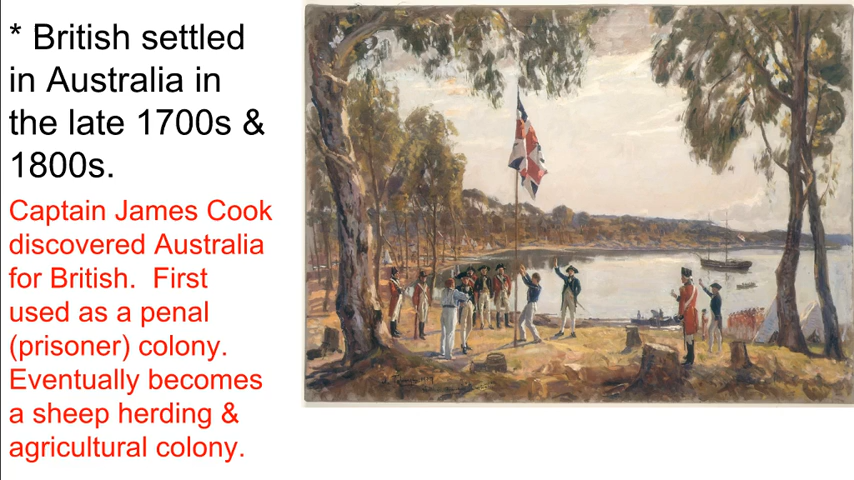 * British settled
in Australia in
the late 1700s &
1800s.
Captain James Cook
discovered Australia
for British.  First
used as a penal
(prisoner) colony.
Eventually becomes
a sheep herding &
agricultural colony.